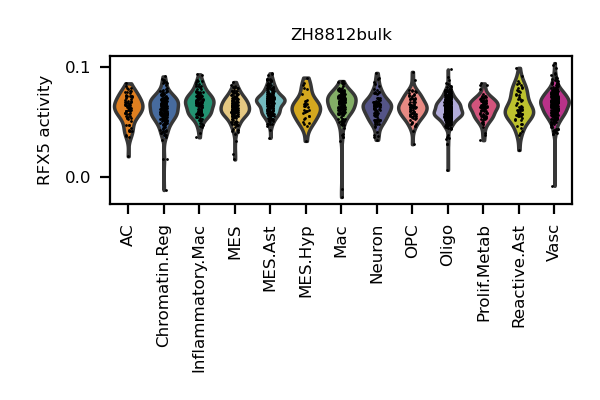 ZH8812bulk
RFX5 activity
0.1
0.0
AC
Chromatin.Reg
Inflammatory.Mac
MES
MES.Ast
MES.Hyp
Mac
Neuron
OPC
Oligo
Prolif.Metab
Reactive.Ast
Vasc